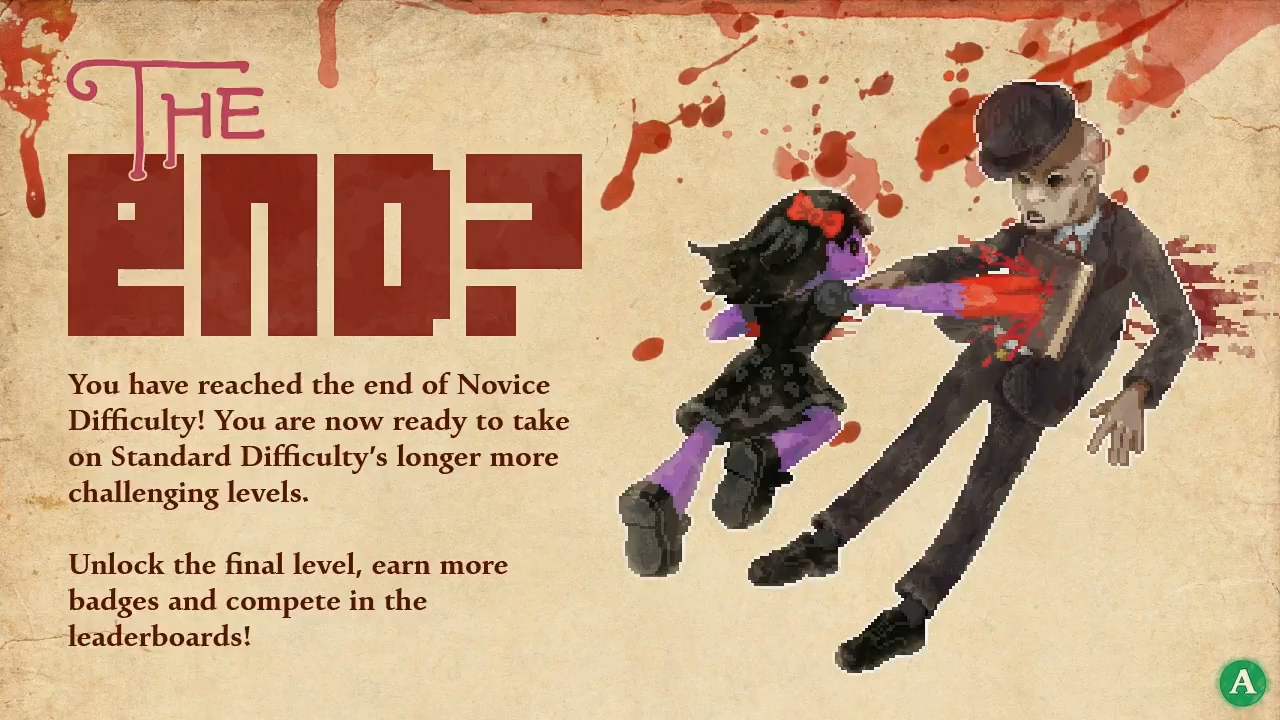 The
END?
You have reached the end of Novice
Difficulty! You are now ready to take
on Standard Difficulty's longer more
challenging levels.
Unlock the final level, earn more
badges and compete in the
leaderboards!
A